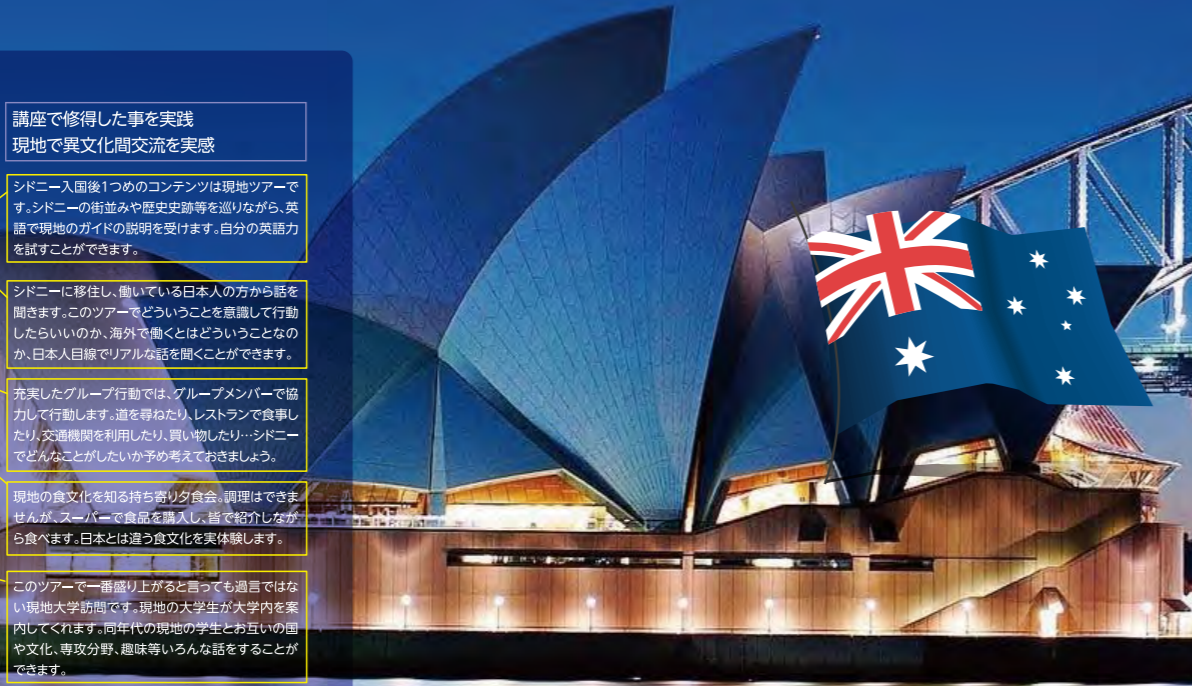 講座で修得した事を実践
現地で異文化間交流を実感
シドニー入国後1つめのコンテンツは現地ツアーで
す。シドニーの街並みや歴史史跡等を巡りながら、英
語で現地のガイドの説明を受けます。自分の英語力
を試すことができます。
シドニーに移住し、働いている日本人の方から話を
聞きます。このツアーでどういうことを意識して行動
したらいいのか、海外で働くとはどういうことなの
か、日本人目線でリアルな話を聞くことができます。
充実したグループ行動では、グループメンバーで協
力して行動します。道を尋ねたり、レストランで食事し
たり、交通機関を利用したり、買い物したり…シドニー
でどんなことがしたいか予め考えておきましょう。
現地の食文化を知る持ち寄り夕食会。調理はできま
せんが、スーパーで食品を購入し、皆で紹介しなが
ら食べます。日本とは違う食文化を実体験します。
このツアーで一番盛り上がると言っても過言ではな
い現地大学訪問です。現地の大学生が大学内を案
内してくれます。同年代の現地の学生とお互いの国
や文化、専攻分野、趣味等いろんな話をすることが
できます。